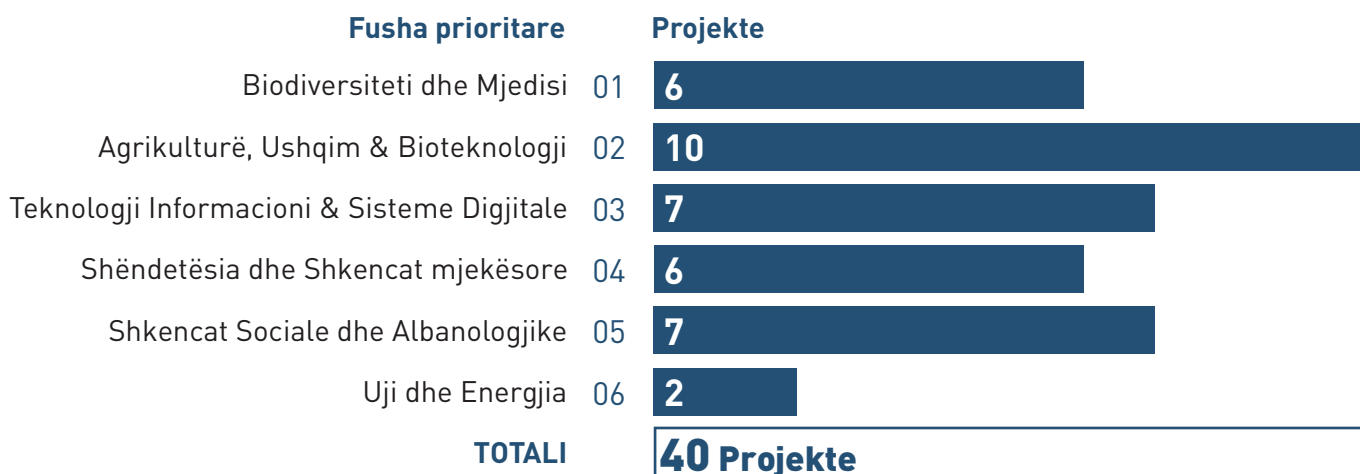 Fusha prioritare Projekte
Biodiversiteti dhe Mjedisi 01 6
Agrikulturë, Ushqim & Bioteknologji 02 10
Teknologji Informacioni & Sisteme Digjitale 03 7
Shëndetësia dhe Shkencat mjekësore 04 6
Shkencat Sociale dhe Albanologjike 05 7
Uji dhe Energjia 06 2
TOTALI 40 Projekte